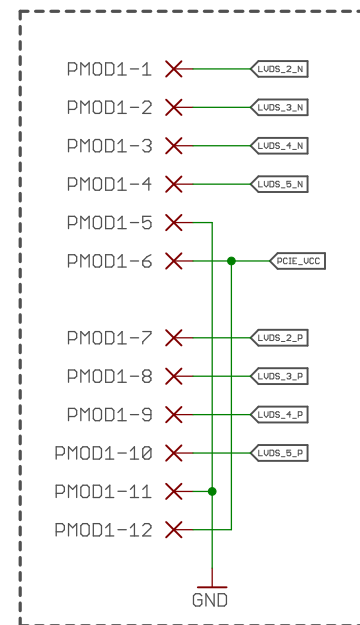 PMOD1-1 LVDS_2_N
PMOD1-2 LVDS_3_N
PMOD1-3 LVDS_4_N
PMOD1-4 LVDS_5_N
PMOD1-5
PMOD1-6 PCIE_VCC
PMOD1-7 LVDS_2_P
PMOD1-8 LVDS_3_P
PMOD1-9 LVDS_4_P
PMOD1-10 LVDS_5_P
PMOD1-11
PMOD1-12
GND